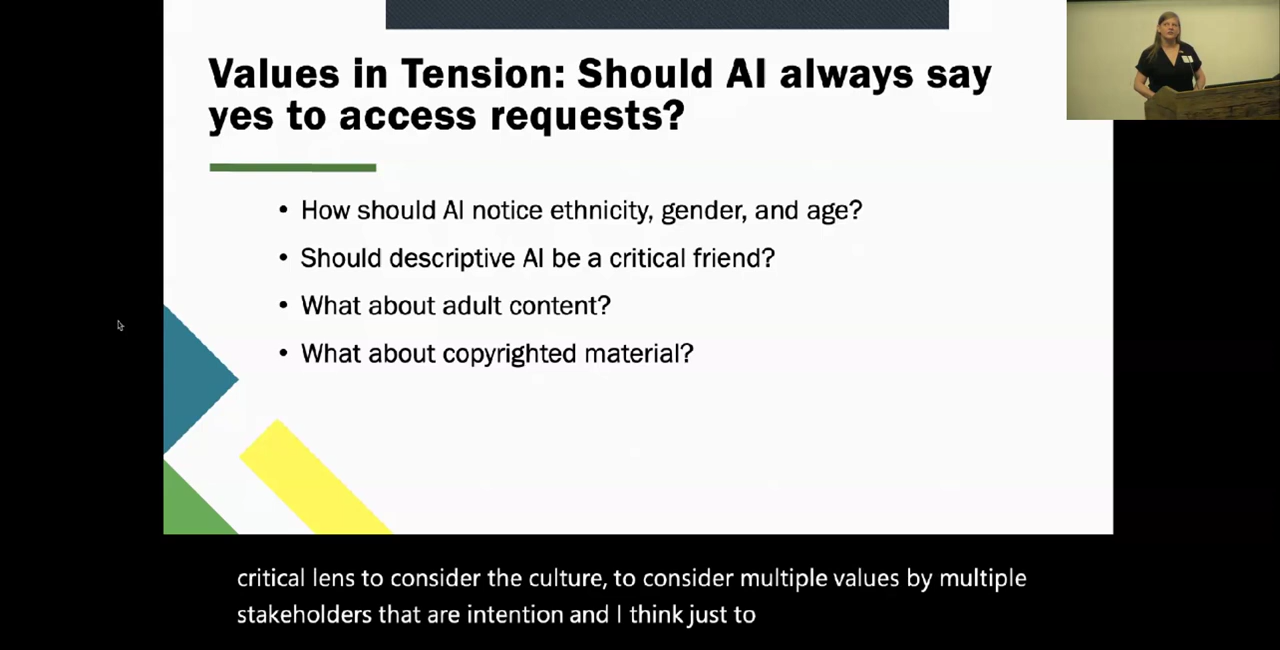 Values in Tension: Should AI always say
yes to access requests?
• How should AI notice ethnicity, gender, and age?
• Should descriptive AI be a critical friend?
• What about adult content?
• What about copyrighted material?
critical lens to consider the culture, to consider multiple values by multiple
stakeholders that are intention and I think just to